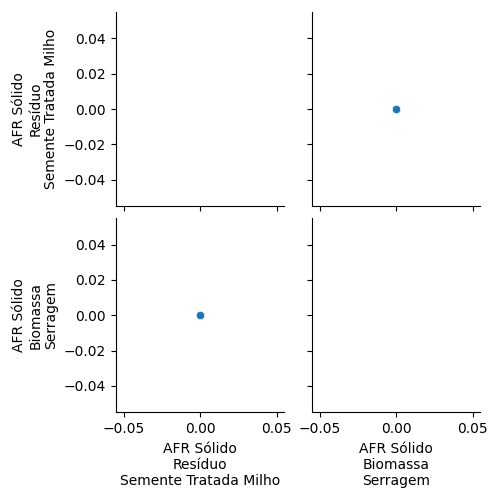 AFR Sólido
Resíduo
Semente Tratada Milho
0.04
0.02
0.00
−0.02
−0.04
AFR Sólido
Biomassa
Serragem
0.04
0.02
0.00
−0.02
−0.04
−0.05
0.00
0.05
AFR Sólido
Resíduo
Semente Tratada Milho
−0.05
0.00
0.05
AFR Sólido
Biomassa
Serragem